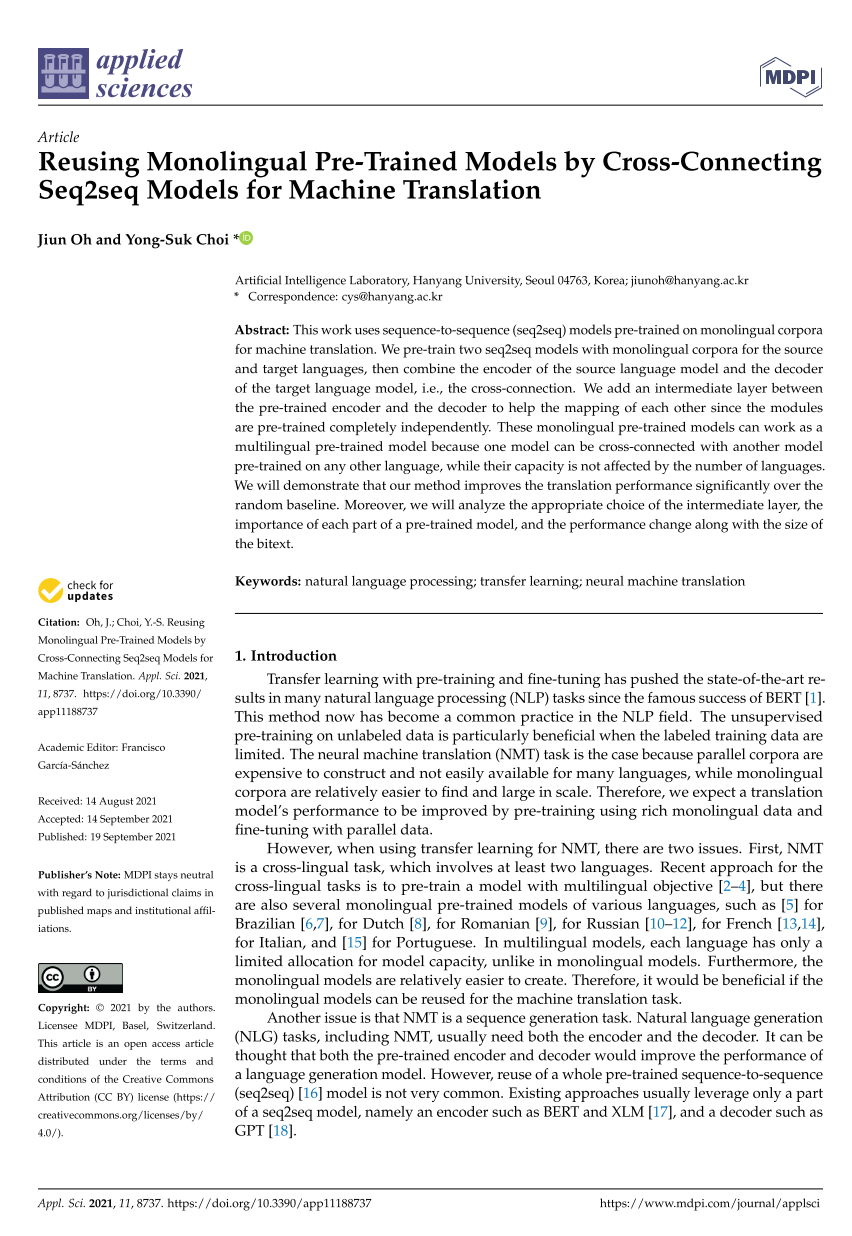 applied
sciences
MDPI
Article
Reusing Monolingual Pre-Trained Models by Cross-Connecting
Seq2seq Models for Machine Translation
Jiun Oh and Yong-Suk Choi *
iD
Artificial Intelligence Laboratory, Hanyang University, Seoul 04763, Korea; jiunoh@hanyang.ac.kr
* Correspondence: cys@hanyang.ac.kr
Abstract: This work uses sequence-to-sequence (seq2seq) models pre-trained on monolingual corpora
for machine translation. We pre-train two seq2seq models with monolingual corpora for the source
and target languages, then combine the encoder of the source language model and the decoder
of the target language model, i.e., the cross-connection. We add an intermediate layer between
the pre-trained encoder and the decoder to help the mapping of each other since the modules
are pre-trained completely independently. These monolingual pre-trained models can work as a
multilingual pre-trained model because one model can be cross-connected with another model
pre-trained on any other language, while their capacity is not affected by the number of languages.
We will demonstrate that our method improves the translation performance significantly over the
random baseline. Moreover, we will analyze the appropriate choice of the intermediate layer, the
importance of each part of a pre-trained model, and the performance change along with the size of
the bitext.
Keywords: natural language processing; transfer learning; neural machine translation
check for
updates
Citation: Oh, J.; Choi, Y.-S. Reusing
Monolingual Pre-Trained Models by
Cross-Connecting Seq2seq Models for
Machine Translation. Appl. Sci. 2021,
11, 8737. https://doi.org/10.3390/
app11188737
Academic Editor: Francisco
García-Sánchez
Received: 14 August 2021
Accepted: 14 September 2021
Published: 19 September 2021
Publisher's Note: MDPI stays neutral
with regard to jurisdictional claims in
published maps and institutional affil-
iations.
cc
BY
Copyright: © 2021 by the authors.
Licensee MDPI, Basel, Switzerland.
This article is an open access article
distributed under the terms and
conditions of the Creative Commons
Attribution (CC BY) license (https://
creativecommons.org/licenses/by/
4.0/).
1. Introduction
Transfer learning with pre-training and fine-tuning has pushed the state-of-the-art re-
sults in many natural language processing (NLP) tasks since the famous success of BERT [1].
This method now has become a common practice in the NLP field. The unsupervised
pre-training on unlabeled data is particularly beneficial when the labeled training data are
limited. The neural machine translation (NMT) task is the case because parallel corpora are
expensive to construct and not easily available for many languages, while monolingual
corpora are relatively easier to find and large in scale. Therefore, we expect a translation
model's performance to be improved by pre-training using rich monolingual data and
fine-tuning with parallel data.
However, when using transfer learning for NMT, there are two issues. First, NMT
is a cross-lingual task, which involves at least two languages. Recent approach for the
cross-lingual tasks is to pre-train a model with multilingual objective [2–4], but there
are also several monolingual pre-trained models of various languages, such as [5] for
Brazilian [6,7], for Dutch [8], for Romanian [9], for Russian [10–12], for French [13,14],
for Italian, and [15] for Portuguese. In multilingual models, each language has only a
limited allocation for model capacity, unlike in monolingual models. Furthermore, the
monolingual models are relatively easier to create. Therefore, it would be beneficial if the
monolingual models can be reused for the machine translation task.
Another issue is that NMT is a sequence generation task. Natural language generation
(NLG) tasks, including NMT, usually need both the encoder and the decoder. It can be
thought that both the pre-trained encoder and decoder would improve the performance of
a language generation model. However, reuse of a whole pre-trained sequence-to-sequence
(seq2seq) [16] model is not very common. Existing approaches usually leverage only a part
of a seq2seq model, namely an encoder such as BERT and XLM [17], and a decoder such as
GPT [18].
Appl. Sci. 2021, 11, 8737. https://doi.org/10.3390/app11188737
https://www.mdpi.com/journal/applsci